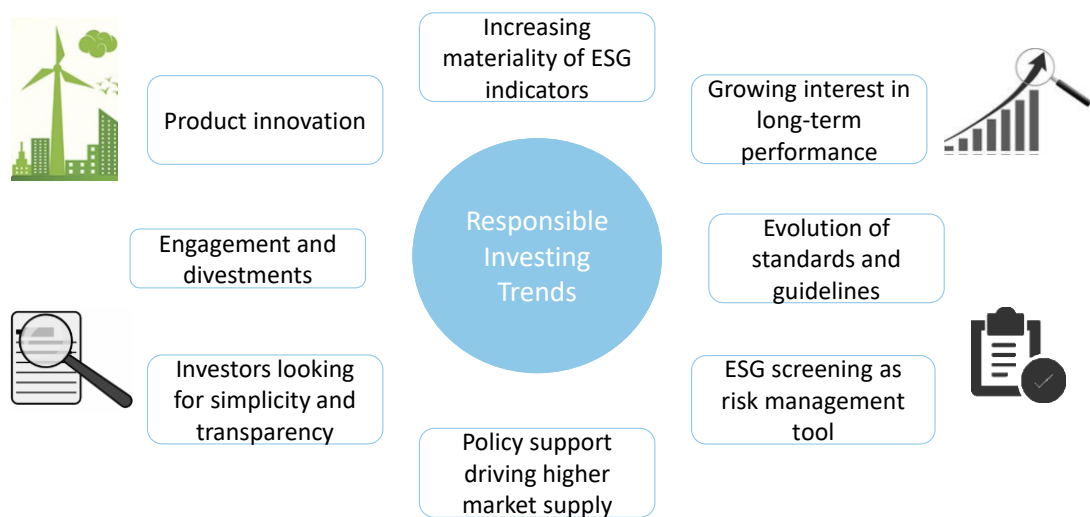 Increasing
materiality of ESG
indicators
Product innovation
Growing interest in
long-term
performance
Responsible
Investing
Trends
Engagement and
divestments
Evolution of
standards and
guidelines
Investors looking
for simplicity and
transparency
ESG screening as
risk management
tool
Policy support
driving higher
market supply